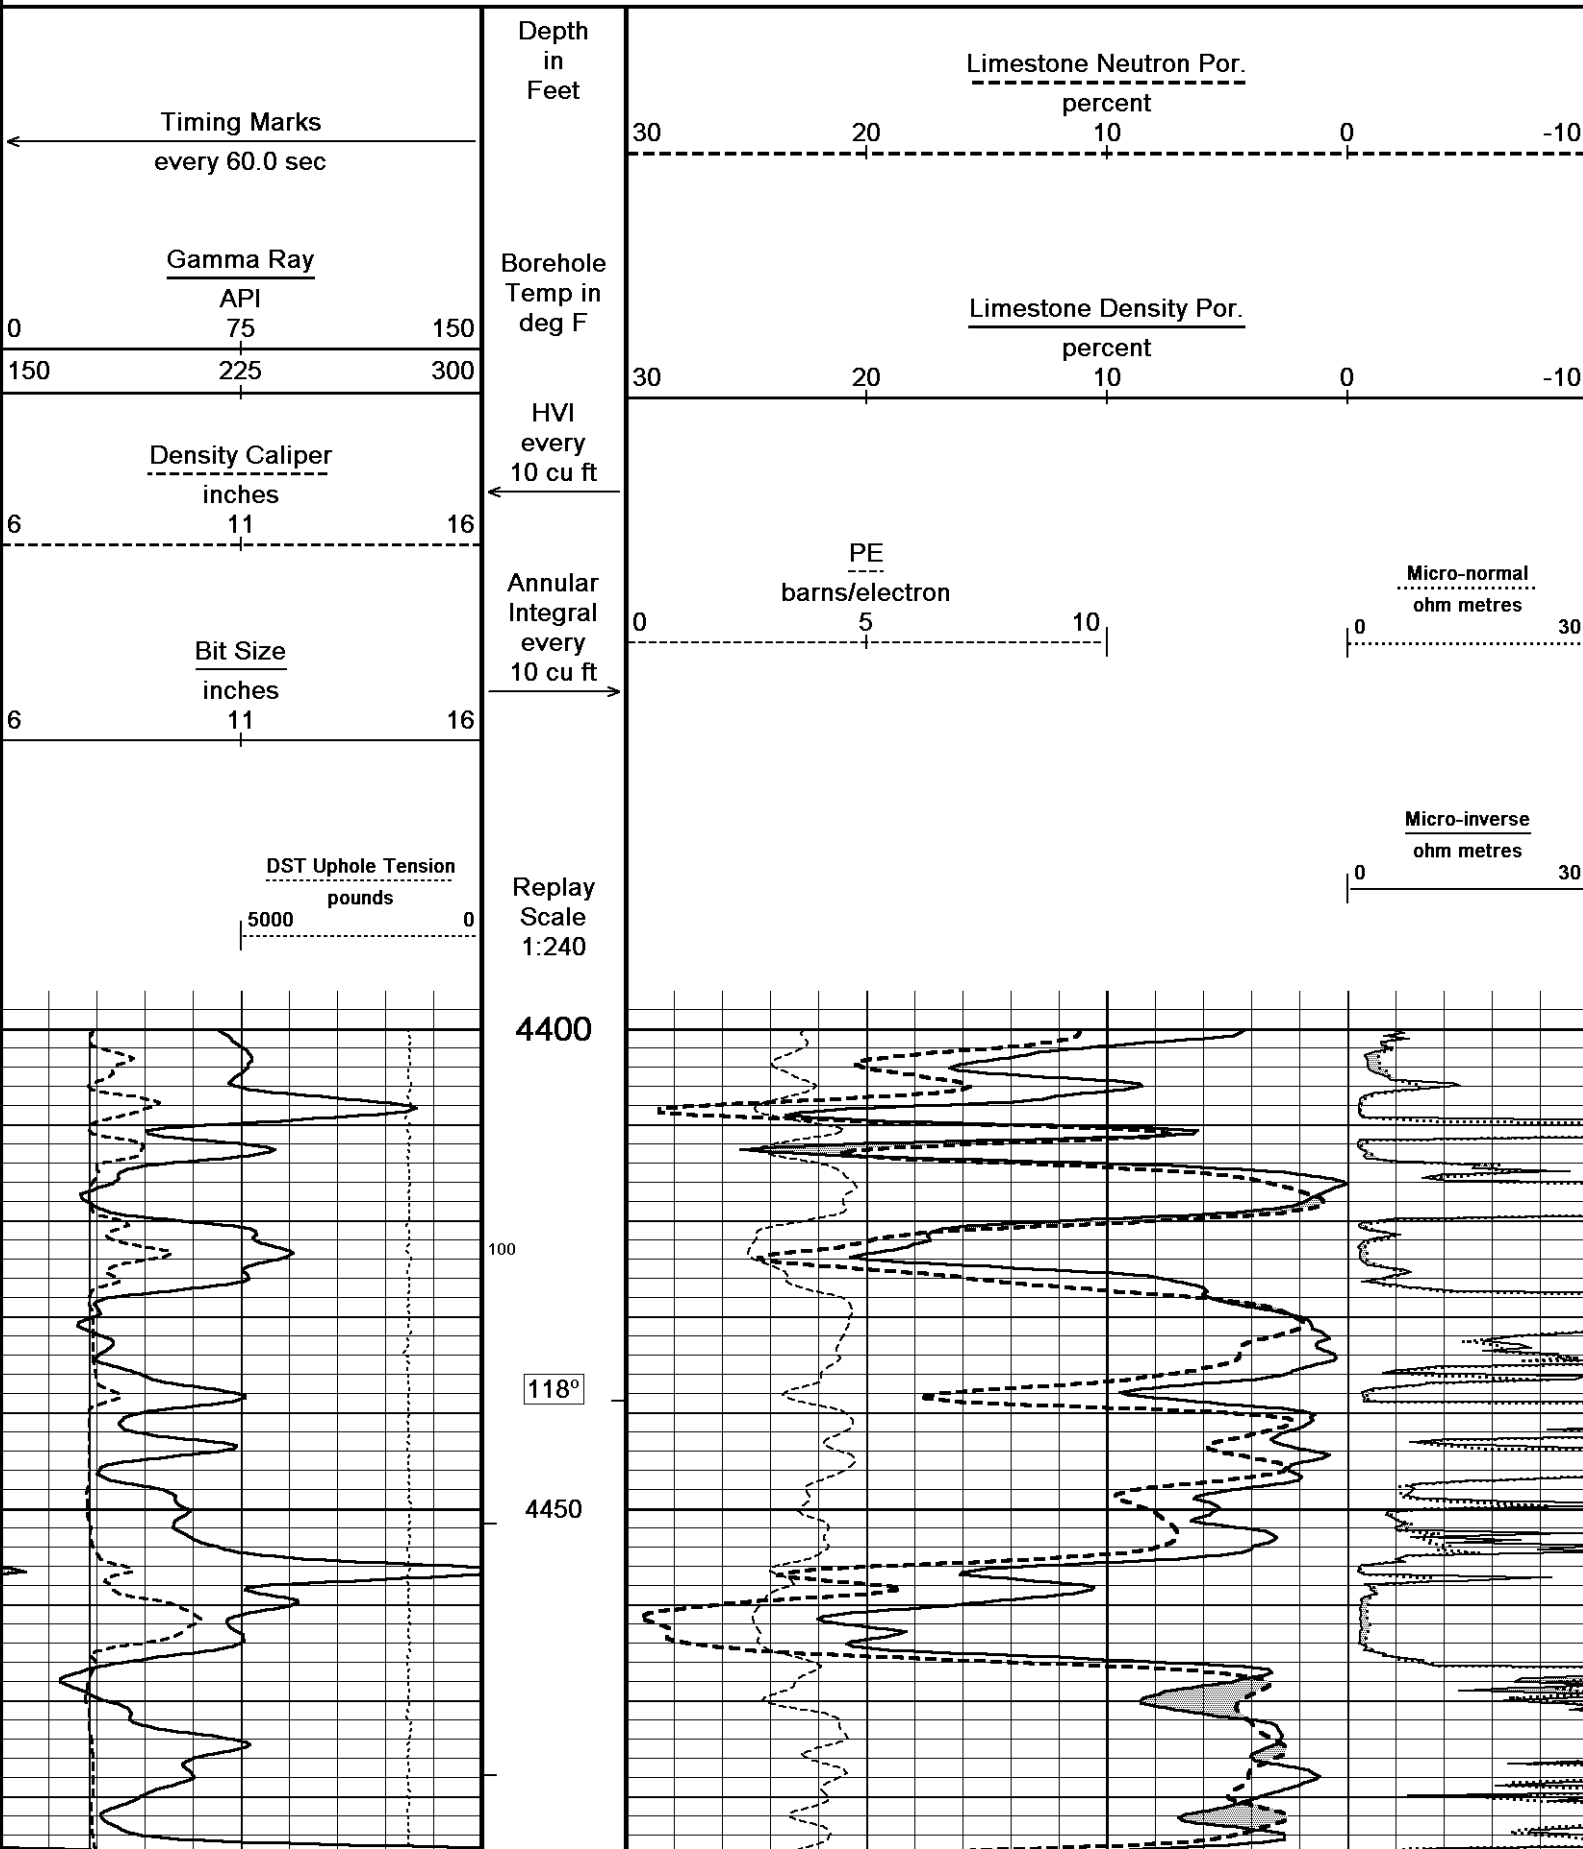 Timing Marks
every 60.0 sec
Gamma Ray
API
0 75 150
150 225 300
Density Caliper
inches
6 11 16
Bit Size
inches
6 11 16
DST Uphole Tension
pounds
5000 0
Depth
in
Feet
Borehole
Temp in
deg F
HVI
every
10 cu ft
Annular
Integral
every
10 cu ft
Replay
Scale
1:240
Limestone Neutron Por.
percent
30 20 10 0 -10
Limestone Density Por.
percent
30 20 10 0 -10
PE
barns/electron
0 5 10
Micro-normal
ohm metres
0 30
Micro-inverse
ohm metres
0 30
4400
100
118º
4450